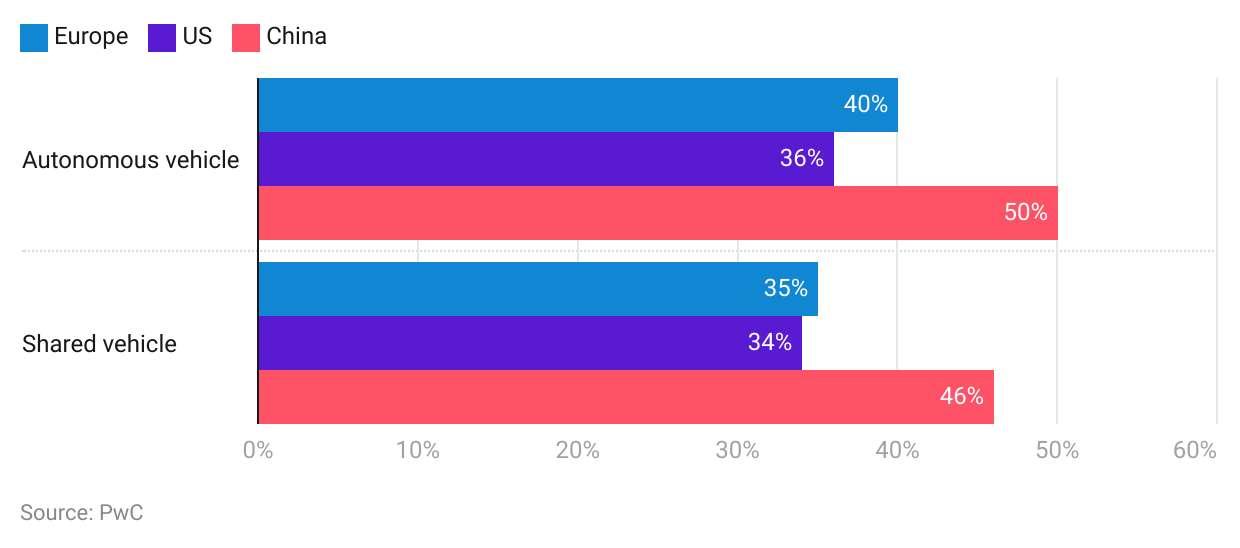 Europe US China
Autonomous vehicle
40%
36%
50%
Shared vehicle
35%
34%
46%
0% 10% 20% 30% 40% 50% 60%
Source: PwC